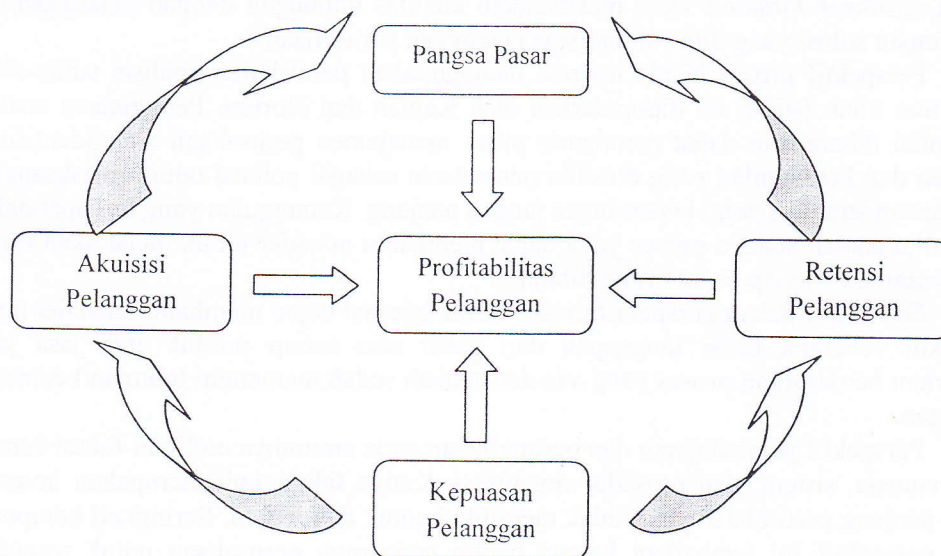 Pangsa Pasar
Akuisisi
Pelanggan
Profitabilitas
Pelanggan
Retensi
Pelanggan
Kepuasan
Pelanggan